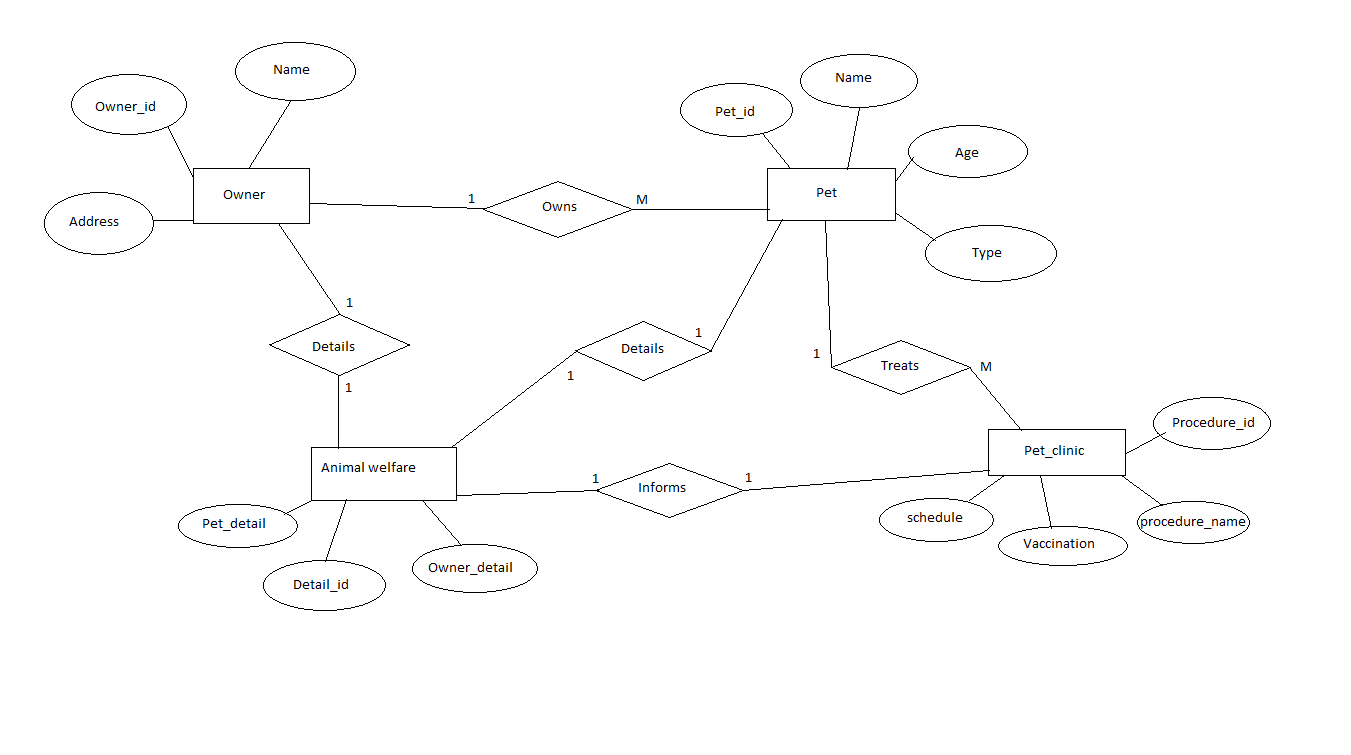 Name
Owner_id
Owner
Address
1
Owns
M
Pet_id
Name
Age
Pet
Type
1
Details
1
1
Details
1
1
Treats
M
Animal welfare
Pet_detail
Detail_id
Owner_detail
1
Informs
1
Pet_clinic
Procedure_id
schedule
Vaccination
procedure_name